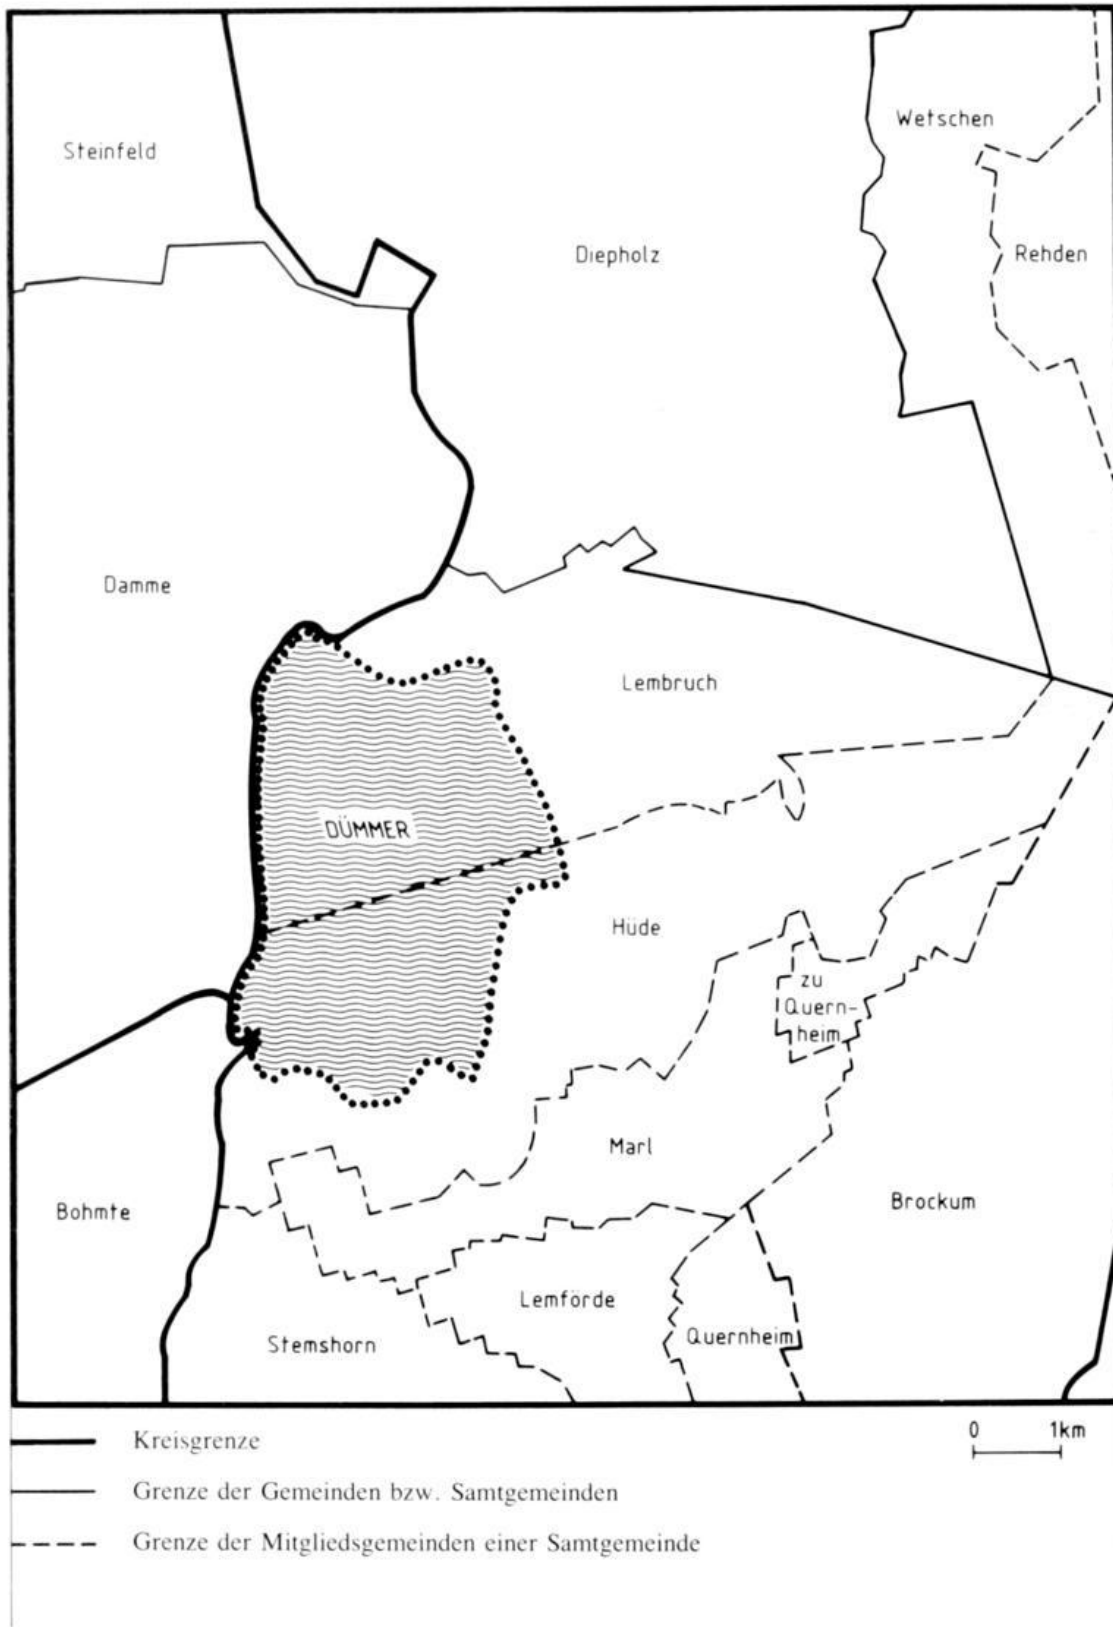 Wetschen
Steinfeld
Diepholz
Rehden
Damme
Lembruch
DÜMMER
Hüde
zu
Quern-
heim
Marl
Bohmte
Brockum
Lemförde
Stemshorn
Quernheim
0 1km
Kreisgrenze
Grenze der Gemeinden bzw. Samtgemeinden
Grenze der Mitgliedsgemeinden einer Samtgemeinde